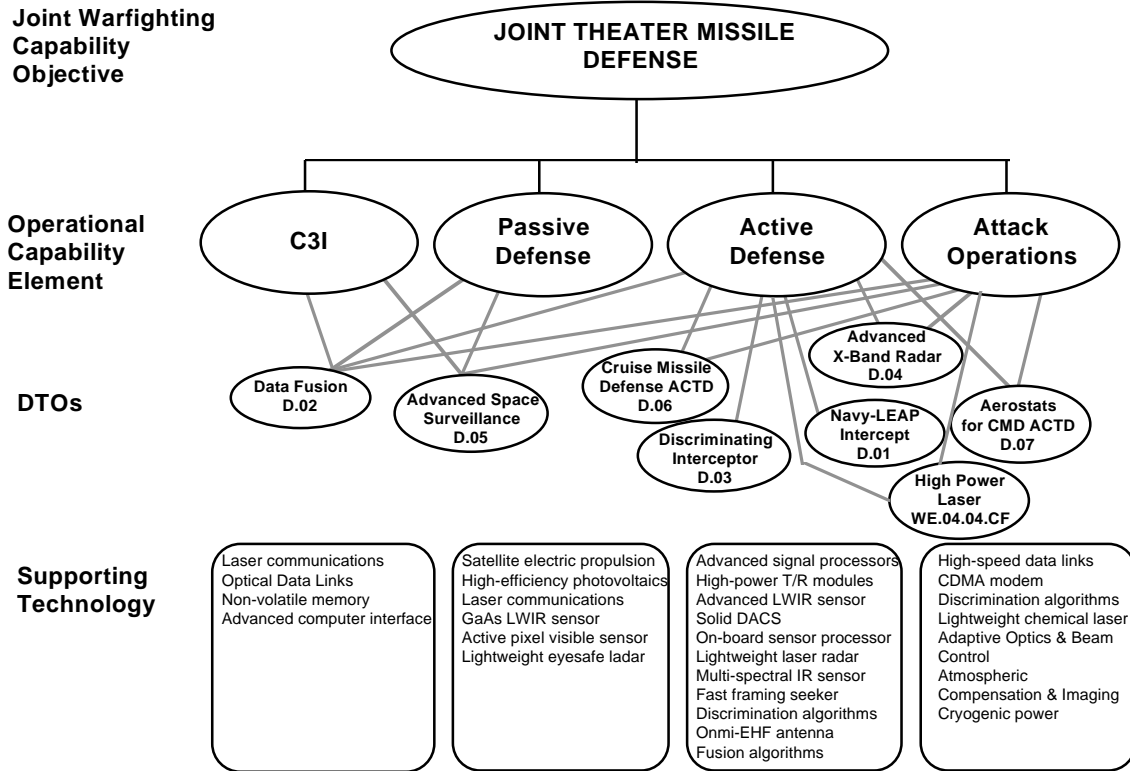 Joint Warfighting
Capability
Objective
JOINT THEATER MISSILE
DEFENSE
Operational
Capability
Element
C3I
Passive
Defense
Active
Defense
Attack
Operations
DTOs
Data Fusion
D.02
Advanced Space
Surveillance
D.05
Cruise Missile
Defense ACTD
D.06
Discriminating
Interceptor
D.03
Advanced
X-Band Radar
D.04
Navy-LEAP
Intercept
D.01
Aerostats
for CMD ACTD
D.07
High Power
Laser
WE.04.04.CF
Supporting
Technology
Laser communications
Optical Data Links
Non-volatile memory
Advanced computer interface
Satellite electric propulsion
High-efficiency photovoltaics
Laser communications
GaAs LWIR sensor
Active pixel visible sensor
Lightweight eyesafe ladar
Advanced signal processors
High-power T/R modules
Advanced LWIR sensor
Solid DACS
On-board sensor processor
Lightweight laser radar
Multi-spectral IR sensor
Fast framing seeker
Discrimination algorithms
Onmi-EHF antenna
Fusion algorithms
High-speed data links
CDMA modem
Discrimination algorithms
Lightweight chemical laser
Adaptive Optics & Beam
Control
Atmospheric
Compensation & Imaging
Cryogenic power